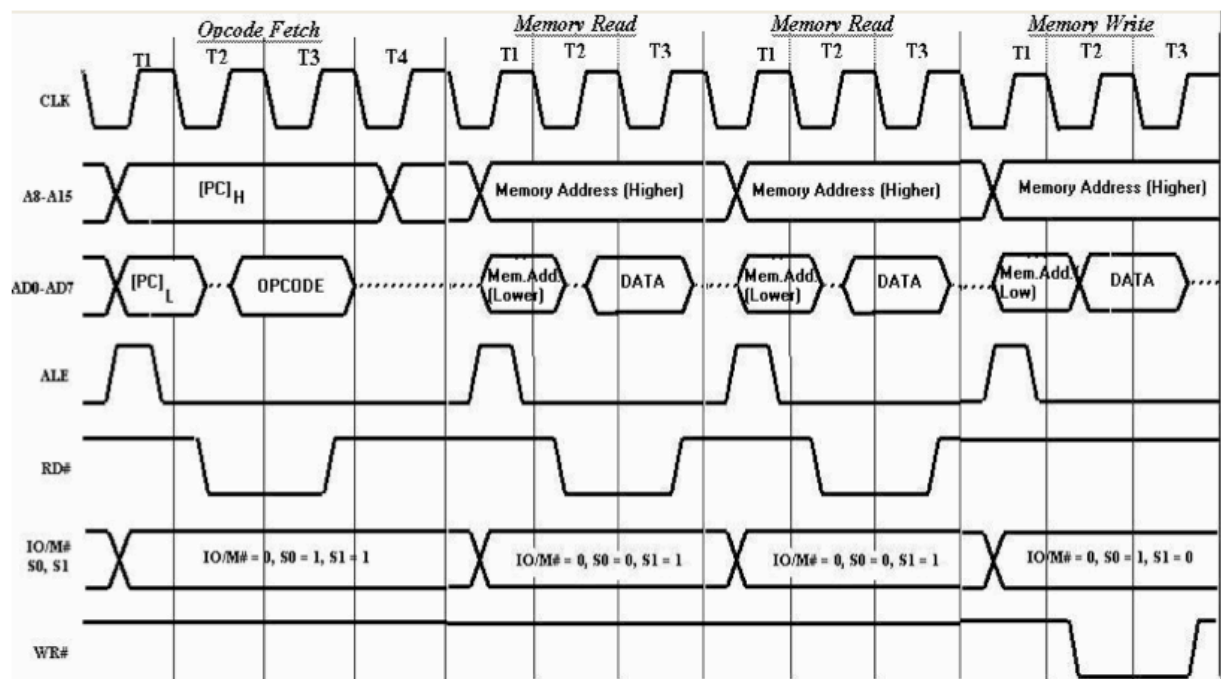 Opcode Fetch Memory Read Memory Read Memory Write
T1 T2 T3 T4 T1 T2 T3 T1 T2 T3 T1 T2 T3
CLK
A8-A15 [PC]H Memory Address (Higher) Memory Address (Higher) Memory Address (Higher)
AD0-AD7 [PC]L OPCODE Mem.Add. (Lower) DATA Mem.Add. (Lower) DATA Mem.Add. Low) DATA
ALE
RD#
IO/M#
S0, S1
IO/M# = 0, S0 = 1, S1 = 1 IO/M# = 0, S0 = 0, S1 = 1 IO/M# = 0, S0 = 0, S1 = 1 IO/M# = 0, S0 = 1, S1 = 0
WR#